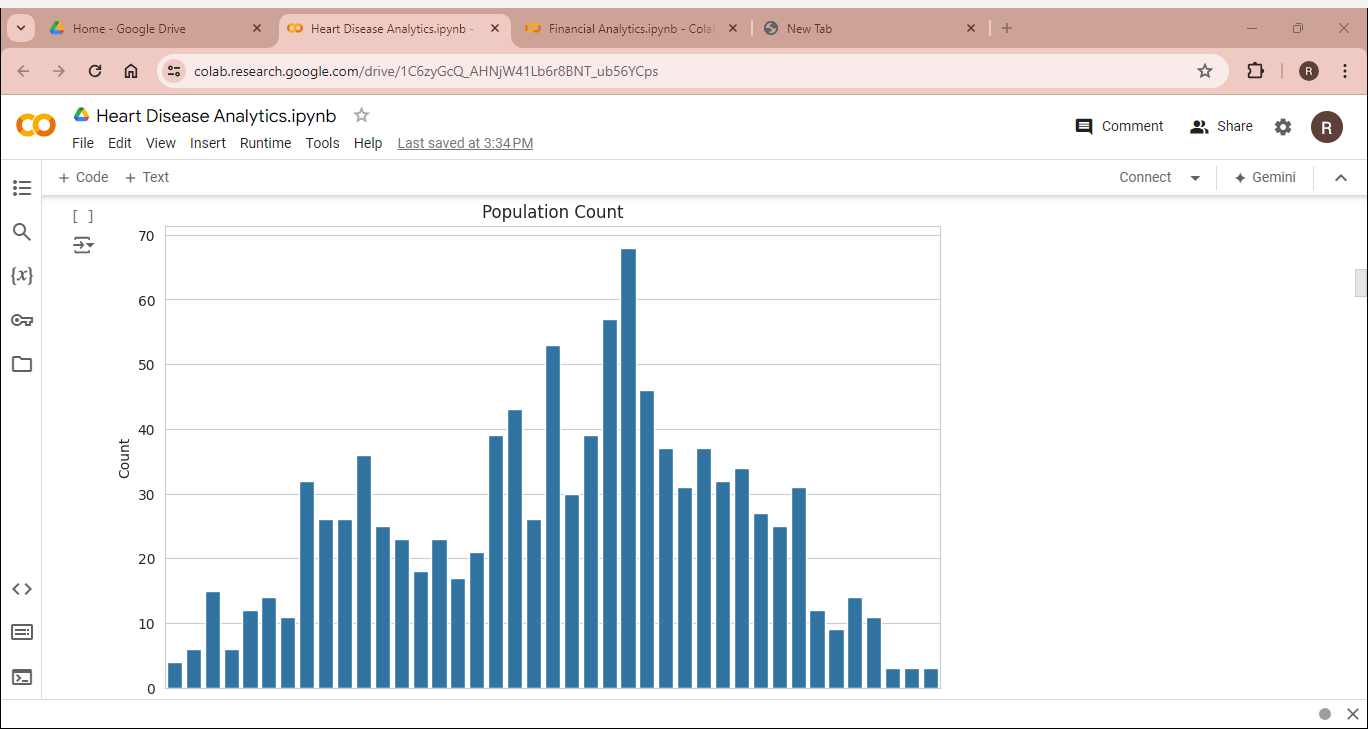 Home - Google Drive
Heart Disease Analytics.ipynb -
Financial Analytics.ipynb - Cola
New Tab
colab.research.google.com/drive/1C6zyGcQ_AHNjW41Lb6r8BNT_ub56YCps
R
Heart Disease Analytics.ipynb
File Edit View Insert Runtime Tools Help Last saved at 3:34 PM
Comment
Share
R
+ Code + Text
Connect
Gemini
[ ]
{x}
Population Count
70
60
50
40
30
20
10
0
Count